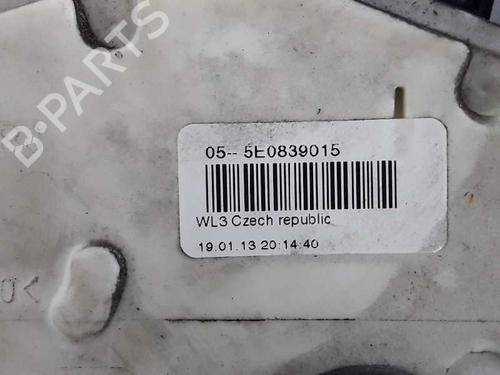 B-PARTS
05-- 5E0839015
WL3 Czech republic
19.01.13 20:14:40